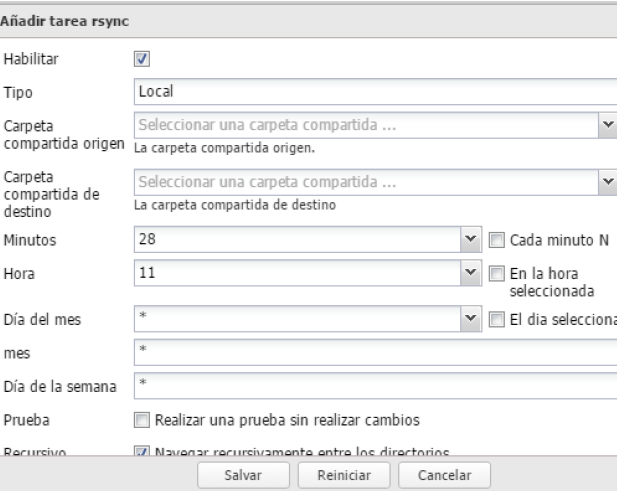 Añadir tarea rsync
Habilitar
Tipo Local
Carpeta compartida origen Seleccionar una carpeta compartida ...
La carpeta compartida origen.
Carpeta compartida de destino Seleccionar una carpeta compartida ...
La carpeta compartida de destino
Minutos 28 Cada minuto N
Hora 11 En la hora seleccionada
Día del mes * El dia selecciona
mes *
Día de la semana *
Prueba Realizar una prueba sin realizar cambios
Recursivo Navegar recursivamente entre los directorios
Salvar Reiniciar Cancelar